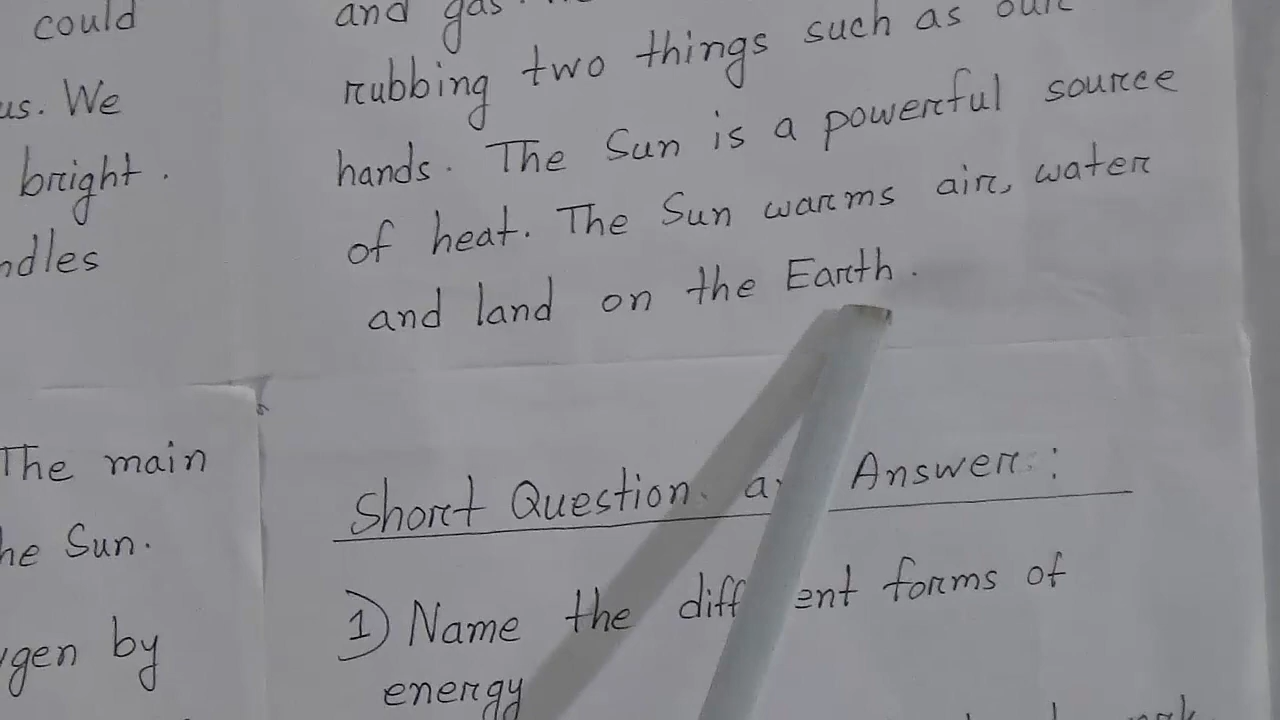 could
us. We
bright.
ndles
The main
he Sun.
gen by
and gas.
rubbing two things such as our
hands. The Sun is a powerful source
of heat. The Sun warms air, water
and land on the Earth.
Short Question a Answer:
1) Name the different forms of
energy